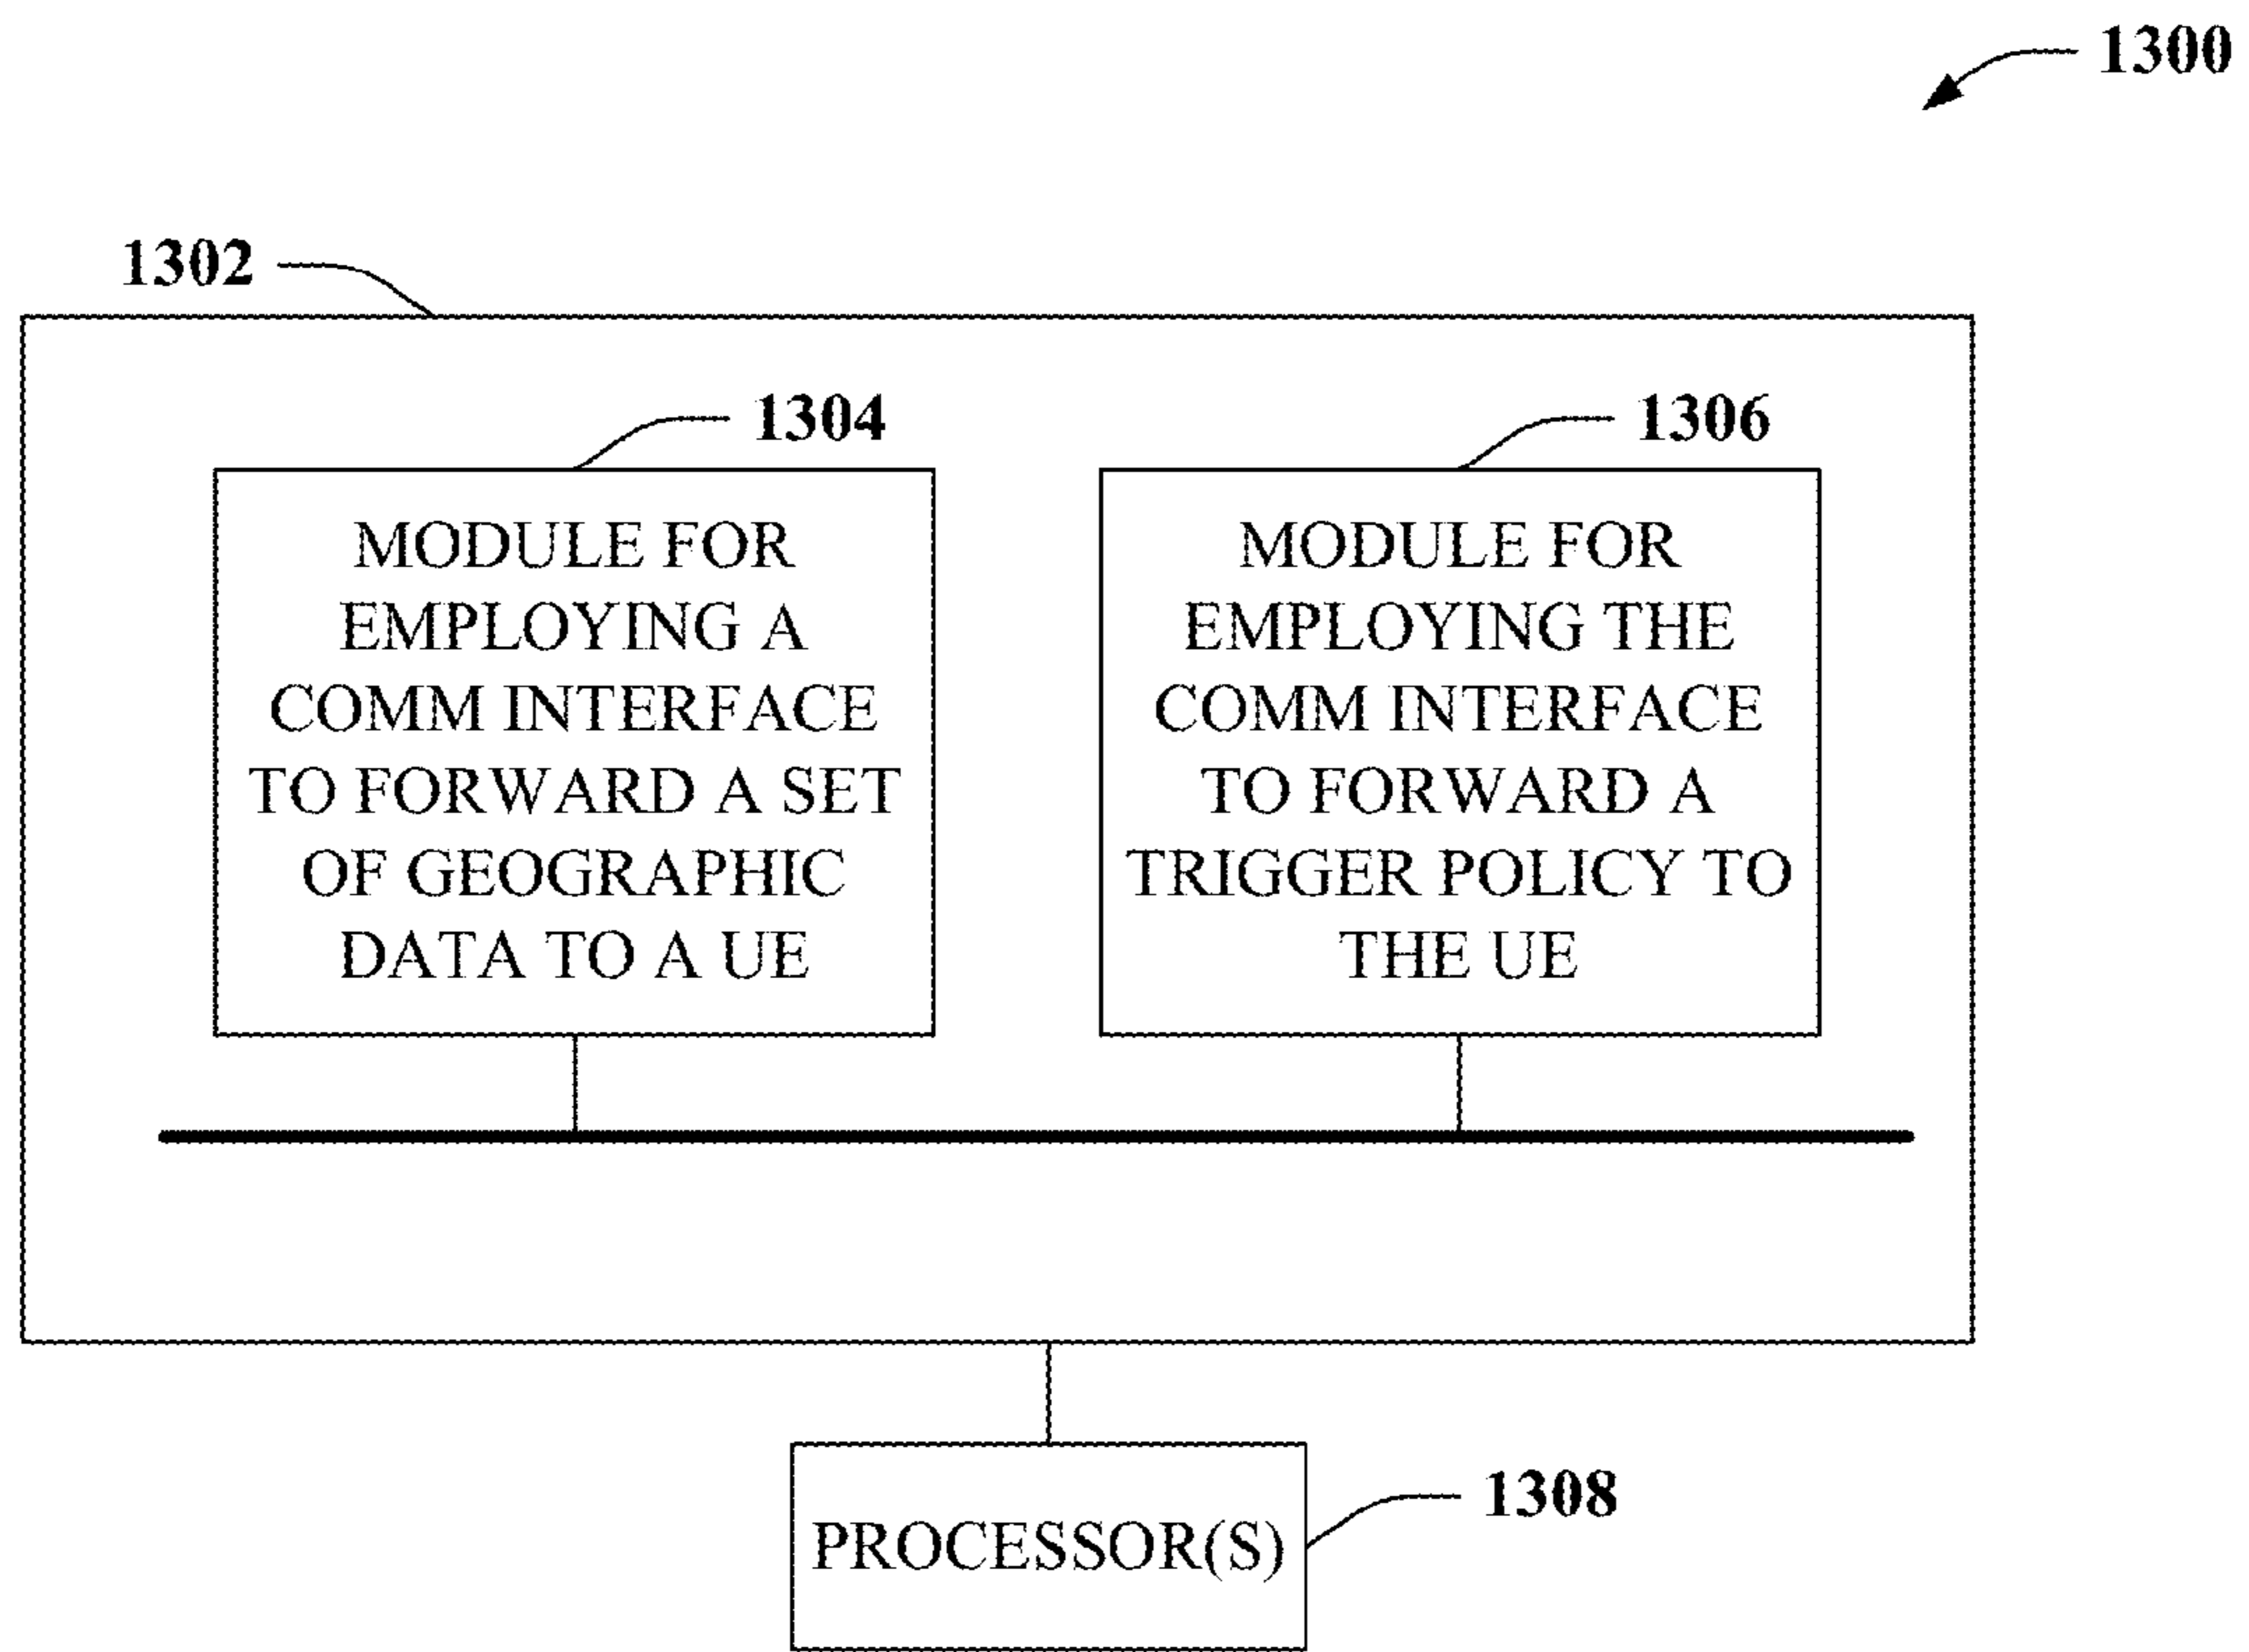 1300
1302
1304
1306
MODULE FOR
EMPLOYING A
COMM INTERFACE
TO FORWARD A SET
OF GEOGRAPHIC
DATA TO A UE
MODULE FOR
EMPLOYING THE
COMM INTERFACE
TO FORWARD A
TRIGGER POLICY TO
THE UE
1308
PROCESSOR(S)